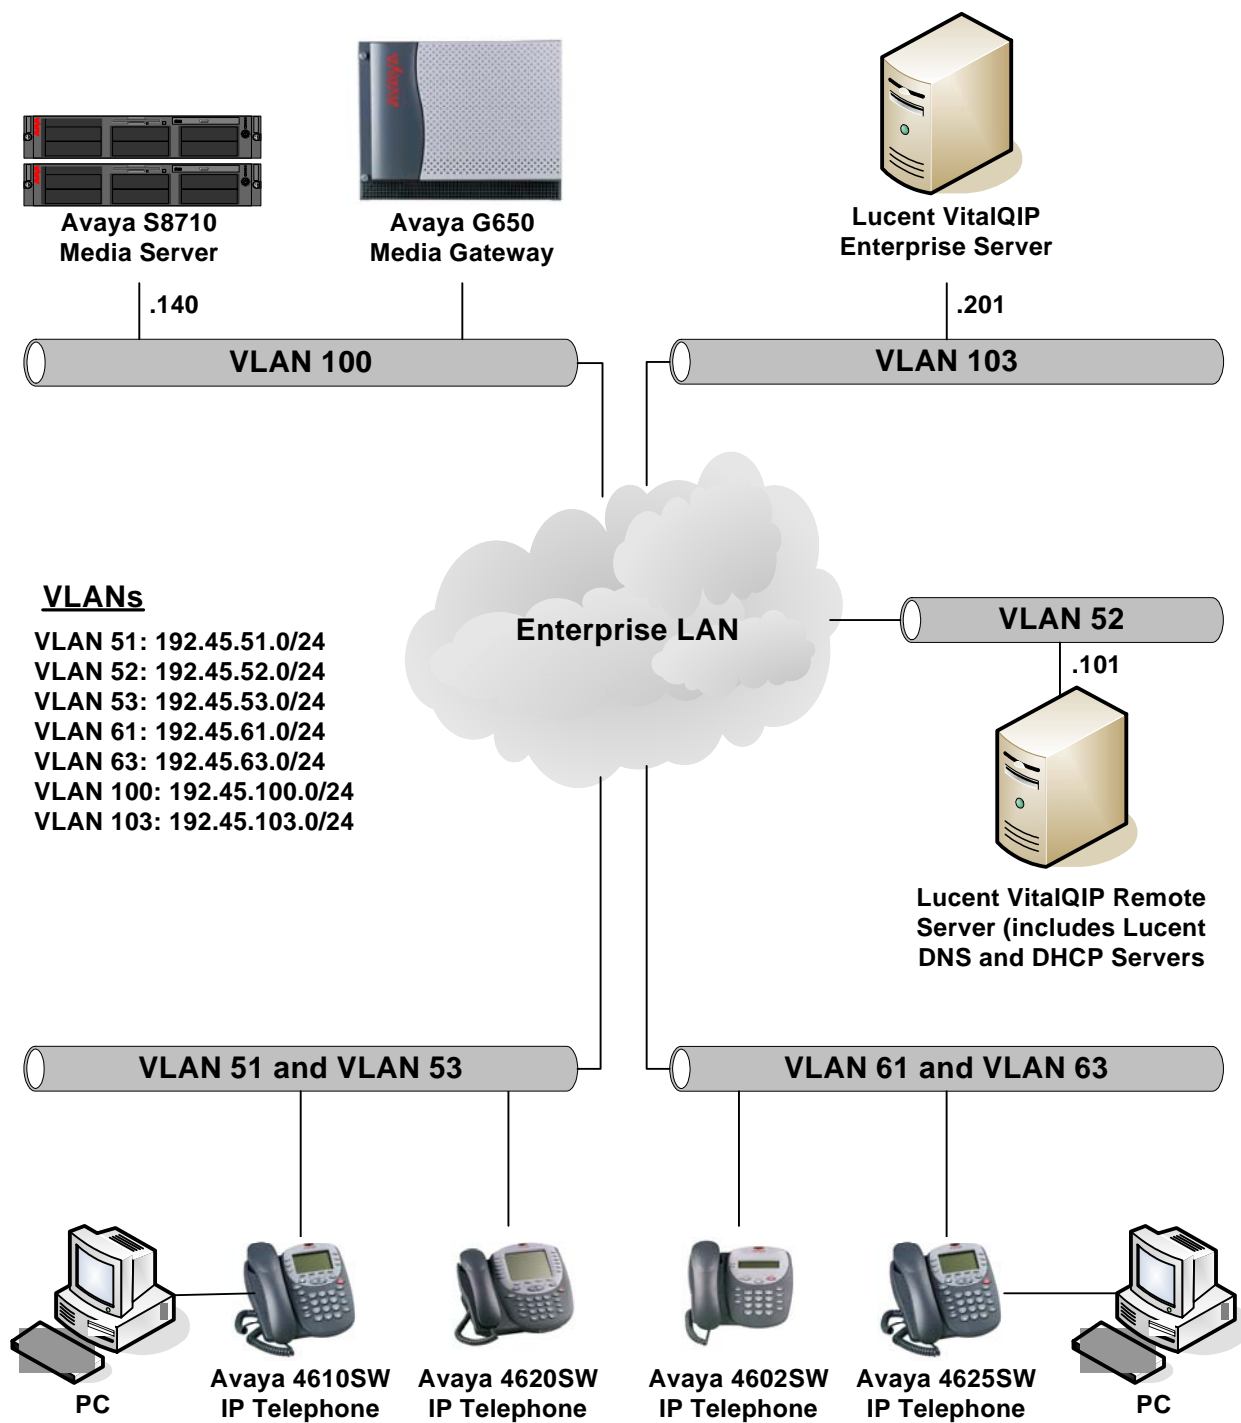 AVAYA
Avaya S8710
Media Server
Avaya G650
Media Gateway
Lucent VitalQIP
Enterprise Server
.140
.201
VLAN 100
VLAN 103
VLANs
VLAN 51: 192.45.51.0/24
VLAN 52: 192.45.52.0/24
VLAN 53: 192.45.53.0/24
VLAN 61: 192.45.61.0/24
VLAN 63: 192.45.63.0/24
VLAN 100: 192.45.100.0/24
VLAN 103: 192.45.103.0/24
Enterprise LAN
VLAN 52
.101
Lucent VitalQIP Remote
Server (includes Lucent
DNS and DHCP Servers
VLAN 51 and VLAN 53
VLAN 61 and VLAN 63
PC
Avaya 4610SW
IP Telephone
Avaya 4620SW
IP Telephone
Avaya 4602SW
IP Telephone
Avaya 4625SW
IP Telephone
PC